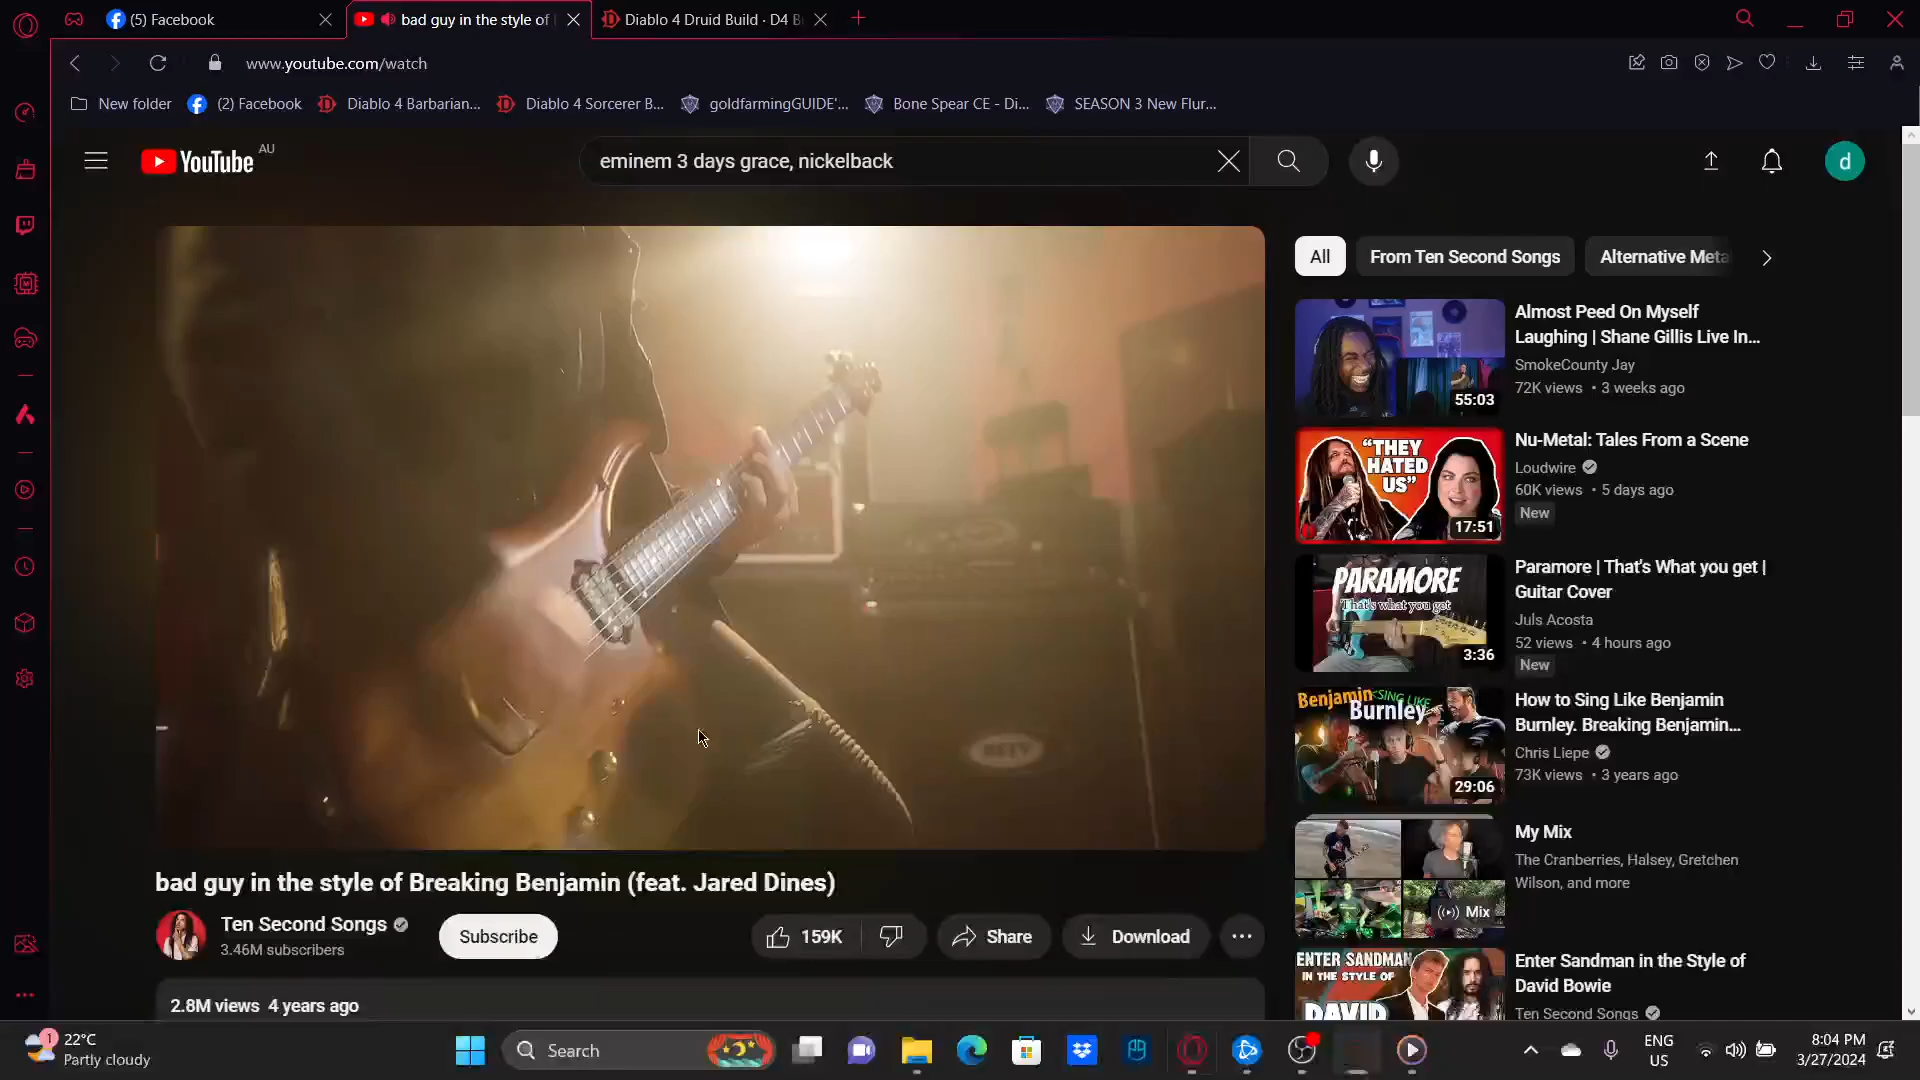 (5) Facebook
bad guy in the style of
Diablo 4 Druid Build · D4 B
www.youtube.com/watch
New folder
(2) Facebook
Diablo 4 Barbarian...
Diablo 4 Sorcerer B...
goldfarmingGUIDE'...
Bone Spear CE - Di...
SEASON 3 New Flur...
YouTube AU
eminem 3 days grace, nickelback
d
All
From Ten Second Songs
Alternative Meta
Almost Peed On Myself
Laughing | Shane Gillis Live In...
SmokeCounty Jay
72K views • 3 weeks ago
55:03
"THEY
HATED
US"
17:51
Nu-Metal: Tales From a Scene
Loudwire
60K views • 5 days ago
New
PARAMORE
That's what you get
3:36
Paramore | That's What you get |
Guitar Cover
Juls Acosta
52 views • 4 hours ago
New
Benjamin SING LIKE
Burnley
29:06
How to Sing Like Benjamin
Burnley. Breaking Benjamin...
Chris Liepe
73K views • 3 years ago
Mix
My Mix
The Cranberries, Halsey, Gretchen
Wilson, and more
ENTER SANDMAN
IN THE STYLE OF
DAVID
Enter Sandman in the Style of
David Bowie
Ten Second Songs
bad guy in the style of Breaking Benjamin (feat. Jared Dines)
Ten Second Songs
3.46M subscribers
Subscribe
159K
Share
Download
2.8M views 4 years ago
1
22°C
Partly cloudy
Search
ENG
US
8:04 PM
3/27/2024